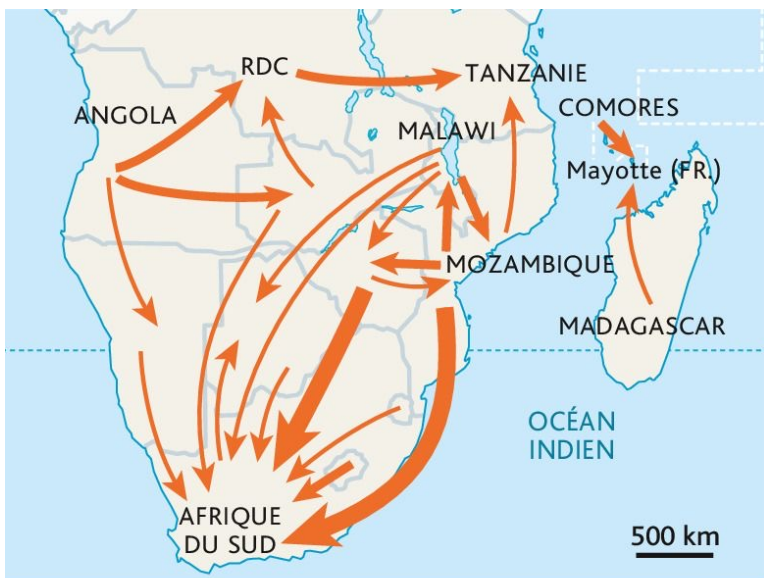 RDC
TANZANIE
ANGOLA
COMORES
MALAWI
Mayotte (FR.)
MOZAMBIQUE
MADAGASCAR
OCÉAN
INDIEN
AFRIQUE
DU SUD
500 km